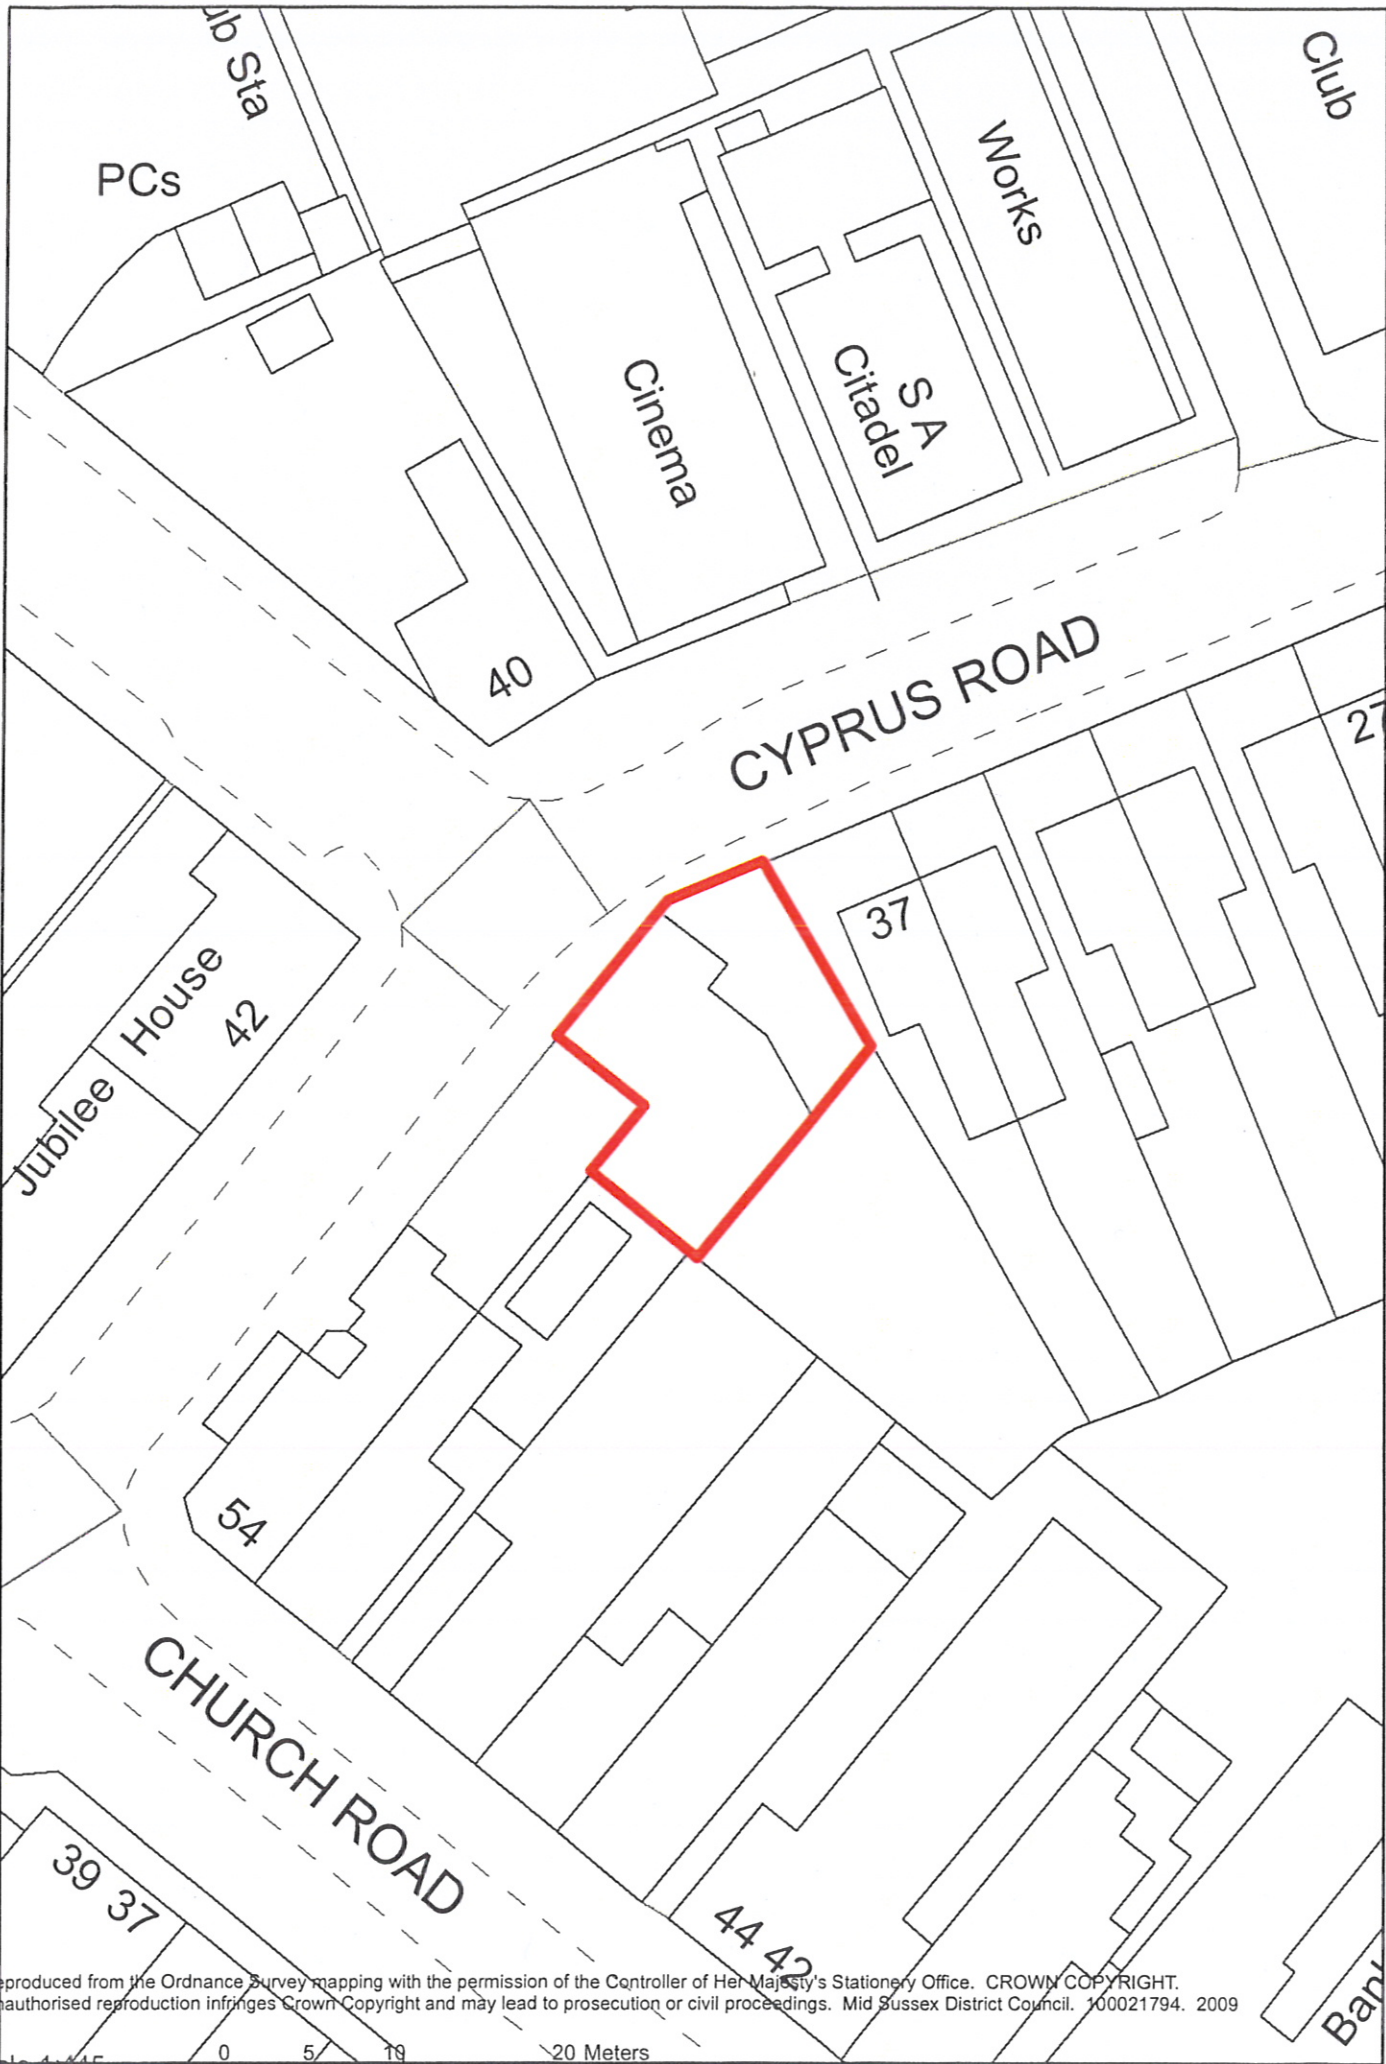 Sta
Club
PCs
Works
Cinema
S A
Citadel
CYPRUS ROAD
40
27
37
House
42
Jubilee
54
CHURCH ROAD
39 37
44 42
eproduced from the Ordnance Survey mapping with the permission of the Controller of Her Majesty's Stationery Office. CROWN COPYRIGHT.
nauthorised reproduction infringes Crown Copyright and may lead to prosecution or civil proceedings. Mid Sussex District Council. 100021794. 2009
0 5 10 20 Meters